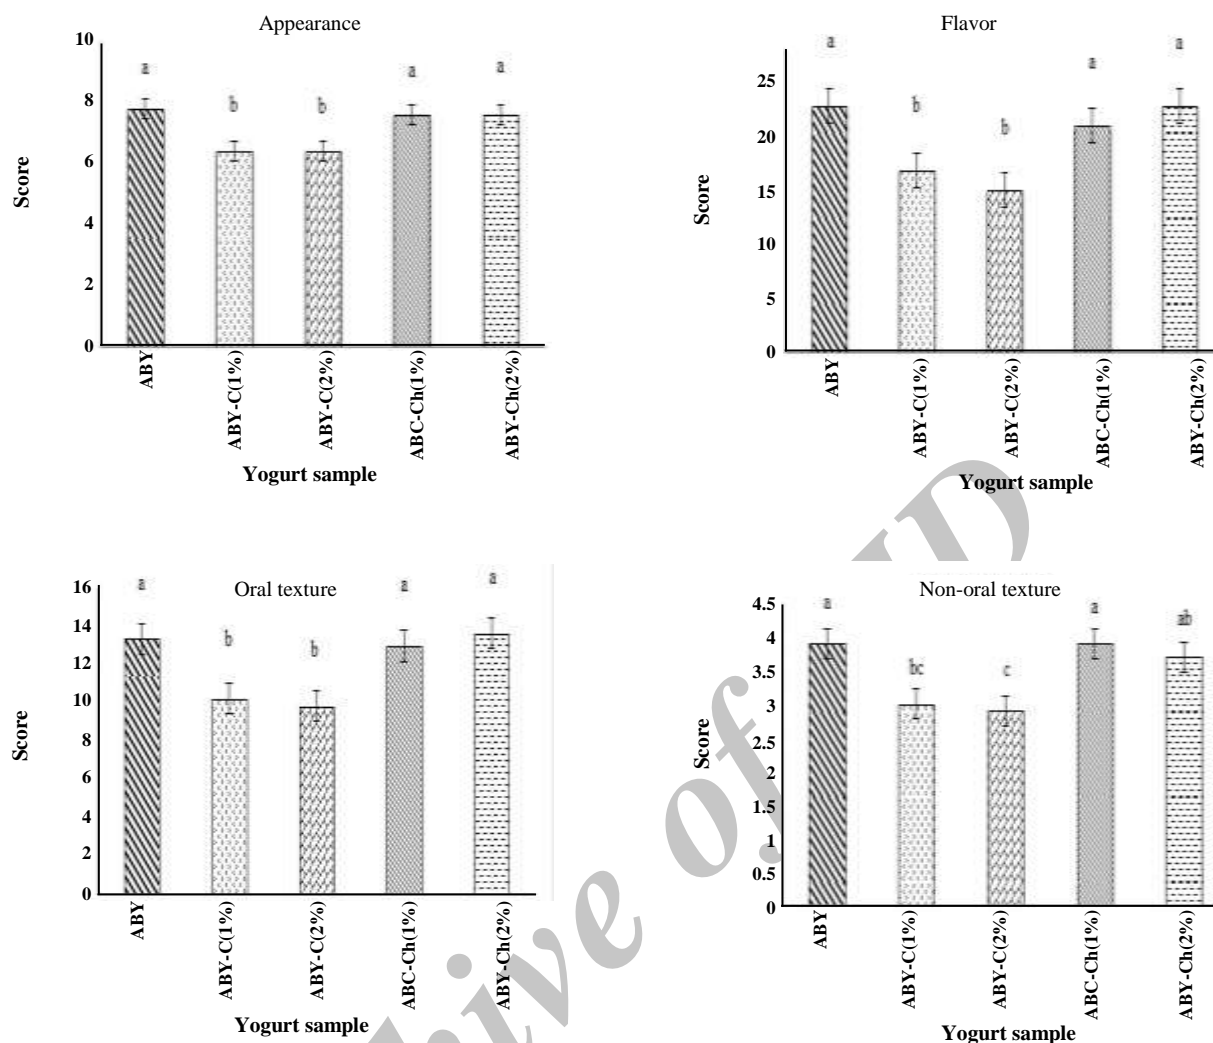 Appearance
10
8
6
4
2
0
Score
a
b
b
a
a
ABY
ABY-C(1%)
ABY-C(2%)
ABC-Ch(1%)
ABY-Ch(2%)
Yogurt sample
Flavor
25
20
15
10
5
0
Score
a
b
b
a
a
ABY
ABY-C(1%)
ABY-C(2%)
ABC-Ch(1%)
ABY-Ch(2%)
Yogurt sample
Oral texture
16
14
12
10
8
6
4
2
0
Score
a
b
b
a
a
ABY
ABY-C(1%)
ABY-C(2%)
ABC-Ch(1%)
ABY-Ch(2%)
Yogurt sample
Non-oral texture
4.5
4
3.5
3
2.5
2
1.5
1
0.5
0
Score
a
bc
c
a
ab
ABY
ABY-C(1%)
ABY-C(2%)
ABC-Ch(1%)
ABY-Ch(2%)
Yogurt sample
hive of